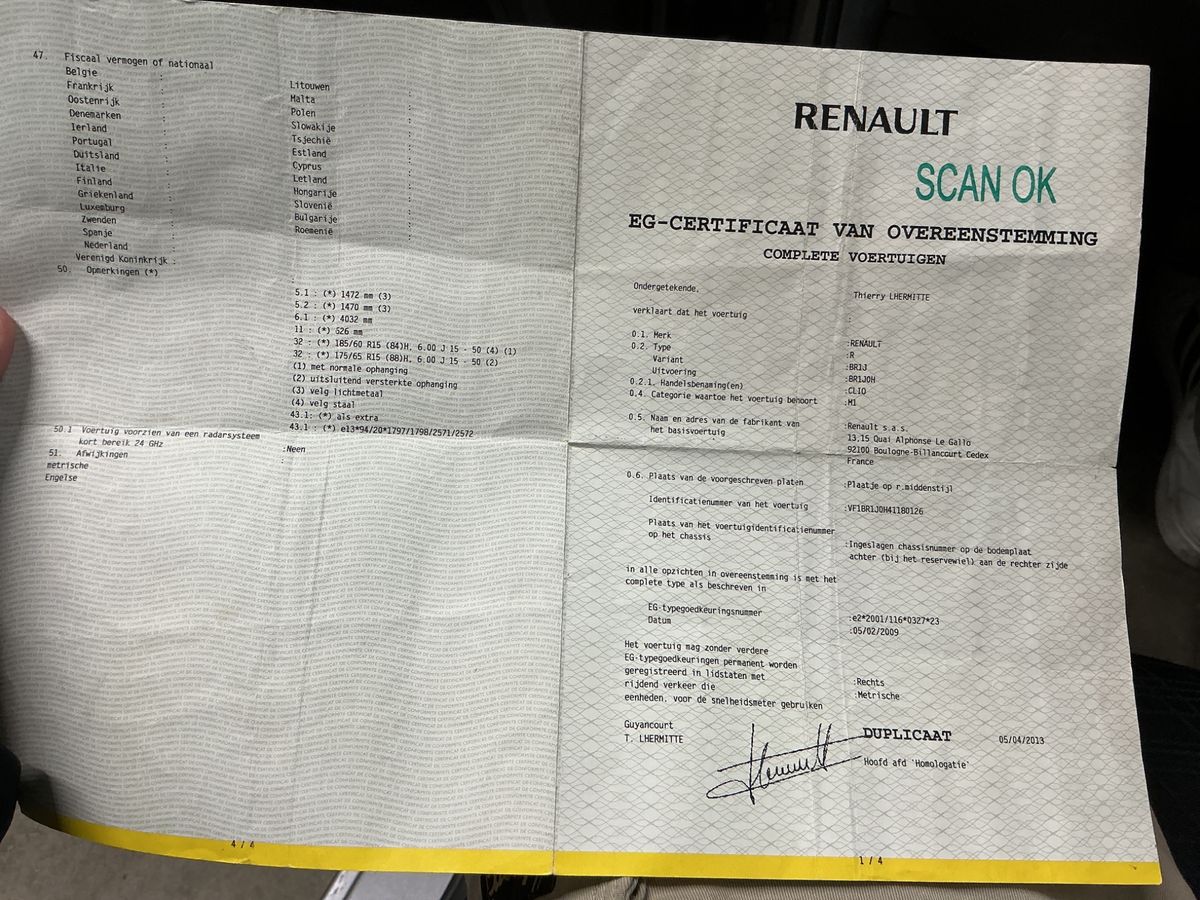 47. Fiscaal vermogen of nationaal
Belgie :
Frankrijk :
Oostenrijk :
Denemarken :
Ierland :
Portugal :
Duitsland :
Italie :
Finland :
Griekenland :
Luxemburg :
Zwenden :
Spanje :
Nederland :
Verenigd Koninkrijk :
Litouwen :
Malta :
Polen :
Slowakije :
Tsjechië :
Estland :
Cyprus :
Letland :
Hongarije :
Slovenië :
Bulgarije :
Roemenië :
50. Opmerkingen (*) :
5.1 : (*) 1472 mm (3)
5.2 : (*) 1470 mm (3)
6.1 : (*) 4032 mm
11 : (*) 526 mm
32 : (*) 185/60 R15 (84)H, 6.00 J 15 - 50 (4) (1)
32 : (*) 175/65 R15 (88)H, 6.00 J 15 - 50 (2)
(1) met normale ophanging
(2) uitsluitend versterkte ophanging
(3) velg lichtmetaal
(4) velg staal
43.1: (*) als extra
43.1 : (*) e13*94/20*1797/1798/2571/2572
50.1 Voertuig voorzien van een radarsysteem
kort bereik 24 GHz :Neen
51. Afwijkingen :
metrische
Engelse
4 / 4
RENAULT
SCAN OK
EG-CERTIFICAAT VAN OVEREENSTEMMING
COMPLETE VOERTUIGEN
Ondergetekende, Thierry LHERMITTE
verklaart dat het voertuig :
0.1. Merk :RENAULT
0.2. Type :R
Variant :BR1J
Uitvoering :BR1J0H
0.2.1. Handelsbenaming(en) :CLIO
0.4. Categorie waartoe het voertuig behoort :M1
0.5. Naam en adres van de fabrikant van :Renault s.a.s.
het basisvoertuig 13,15 Quai Alphonse Le Gallo
92100 Boulogne-Billancourt Cedex
France
0.6. Plaats van de voorgeschreven platen :Plaatje op r.middenstijl
Identificatienummer van het voertuig :VF1BR1J0H41180126
Plaats van het voertuigidentificatienummer
op het chassis :Ingeslagen chassisnummer op de bodemplaat
achter (bij het reservewiel) aan de rechter zijde
in alle opzichten in overeenstemming is met het
complete type als beschreven in
EG-typegoedkeuringsnummer :e2*2001/116*0327*23
Datum :05/02/2009
Het voertuig mag zonder verdere
EG-typegoedkeuringen permanent worden
geregistreerd in lidstaten met
rijdend verkeer die :Rechts
eenheden, voor de snelheidsmeter gebruiken :Metrische
Guyancourt
T. LHERMITTE
DUPLICAAT 05/04/2013
Hoofd afd 'Homologatie'
1 / 4